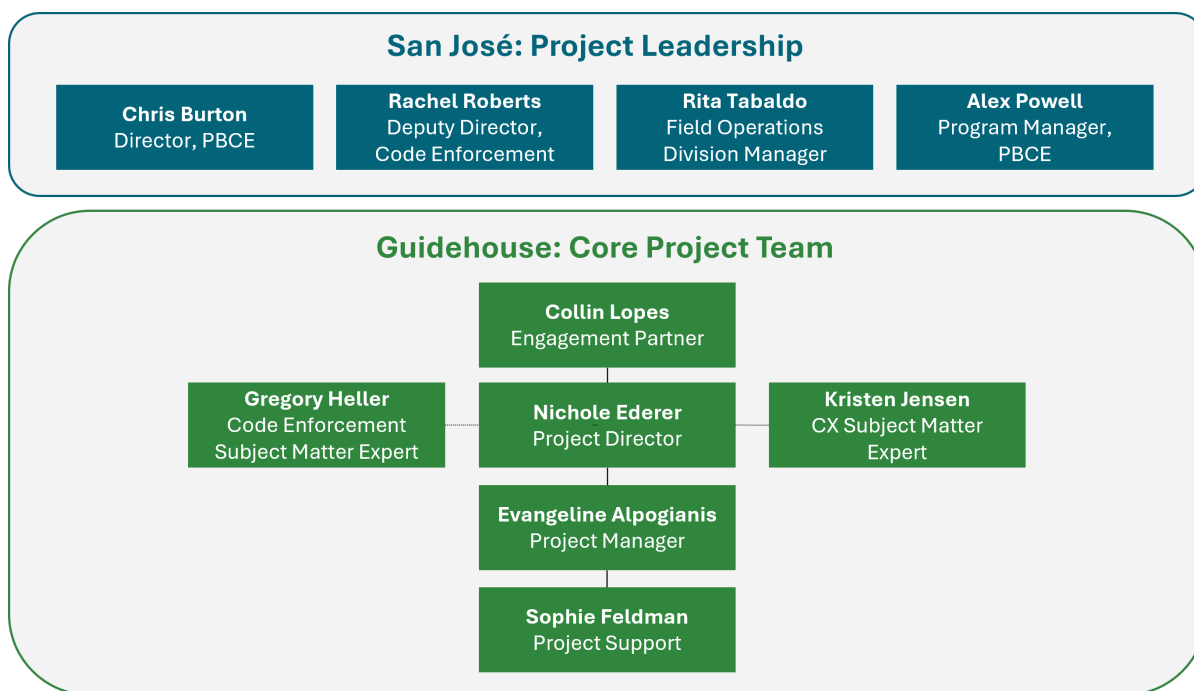 San José: Project Leadership
Chris Burton
Director, PBCE
Rachel Roberts
Deputy Director,
Code Enforcement
Rita Tabaldo
Field Operations
Division Manager
Alex Powell
Program Manager,
PBCE
Guidehouse: Core Project Team
Collin Lopes
Engagement Partner
Gregory Heller
Code Enforcement
Subject Matter Expert
Nichole Ederer
Project Director
Kristen Jensen
CX Subject Matter
Expert
Evangeline Alpogianis
Project Manager
Sophie Feldman
Project Support